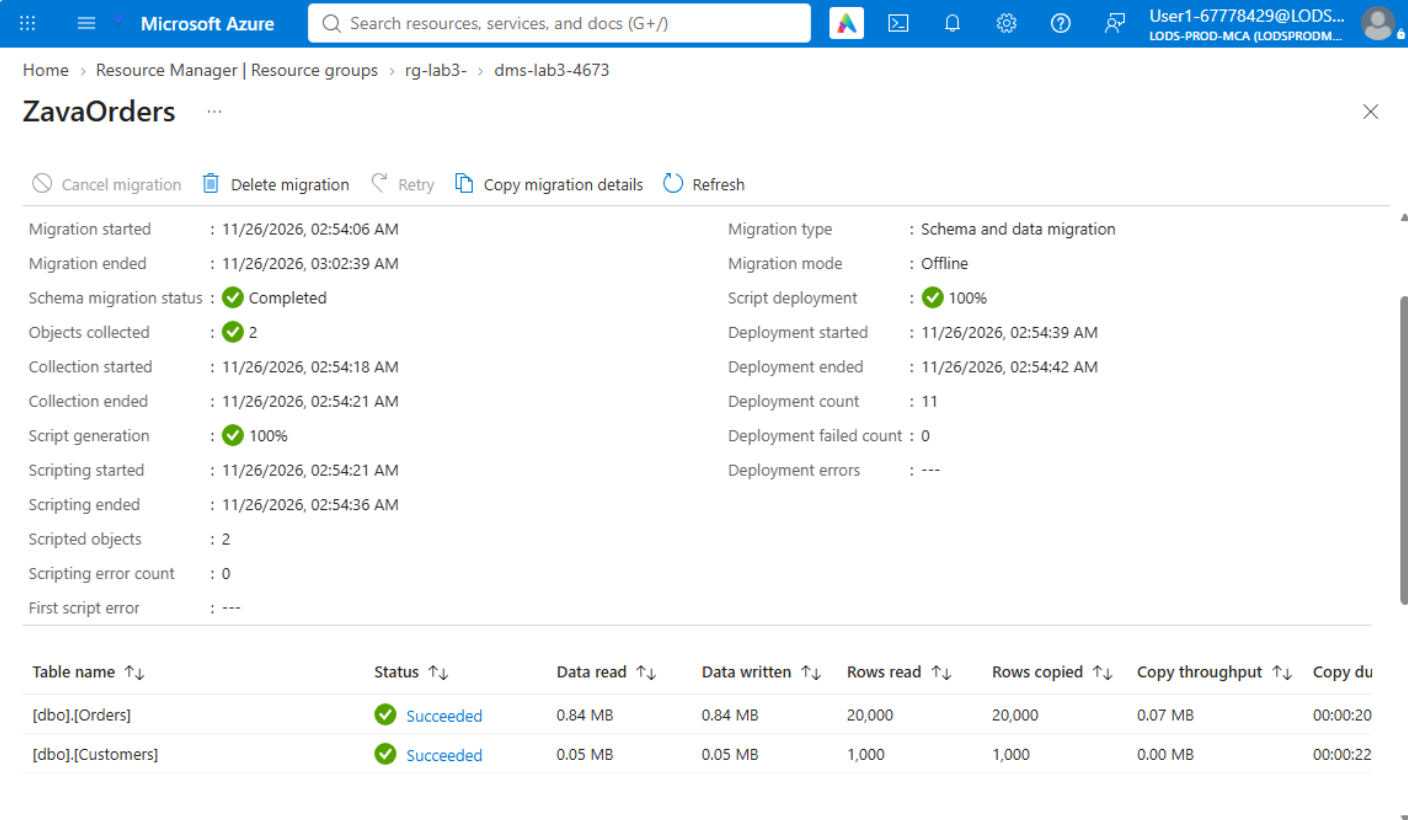 Microsoft Azure
Search resources, services, and docs (G+/)
User1-67778429@LODS...
LODS-PROD-MCA (LODSPRODM...
Home > Resource Manager | Resource groups > rg-lab3- > dms-lab3-4673
ZavaOrders ...
Cancel migration Delete migration Retry Copy migration details Refresh
Migration started : 11/26/2026, 02:54:06 AM
Migration ended : 11/26/2026, 03:02:39 AM
Schema migration status : Completed
Objects collected : 2
Collection started : 11/26/2026, 02:54:18 AM
Collection ended : 11/26/2026, 02:54:21 AM
Script generation : 100%
Scripting started : 11/26/2026, 02:54:21 AM
Scripting ended : 11/26/2026, 02:54:36 AM
Scripted objects : 2
Scripting error count : 0
First script error : ---
Migration type : Schema and data migration
Migration mode : Offline
Script deployment : 100%
Deployment started : 11/26/2026, 02:54:39 AM
Deployment ended : 11/26/2026, 02:54:42 AM
Deployment count : 11
Deployment failed count : 0
Deployment errors : ---
Table name ↑↓ Status ↑↓ Data read ↑↓ Data written ↑↓ Rows read ↑↓ Rows copied ↑↓ Copy throughput ↑↓ Copy du
[dbo].[Orders] Succeeded 0.84 MB 0.84 MB 20,000 20,000 0.07 MB 00:00:20
[dbo].[Customers] Succeeded 0.05 MB 0.05 MB 1,000 1,000 0.00 MB 00:00:22